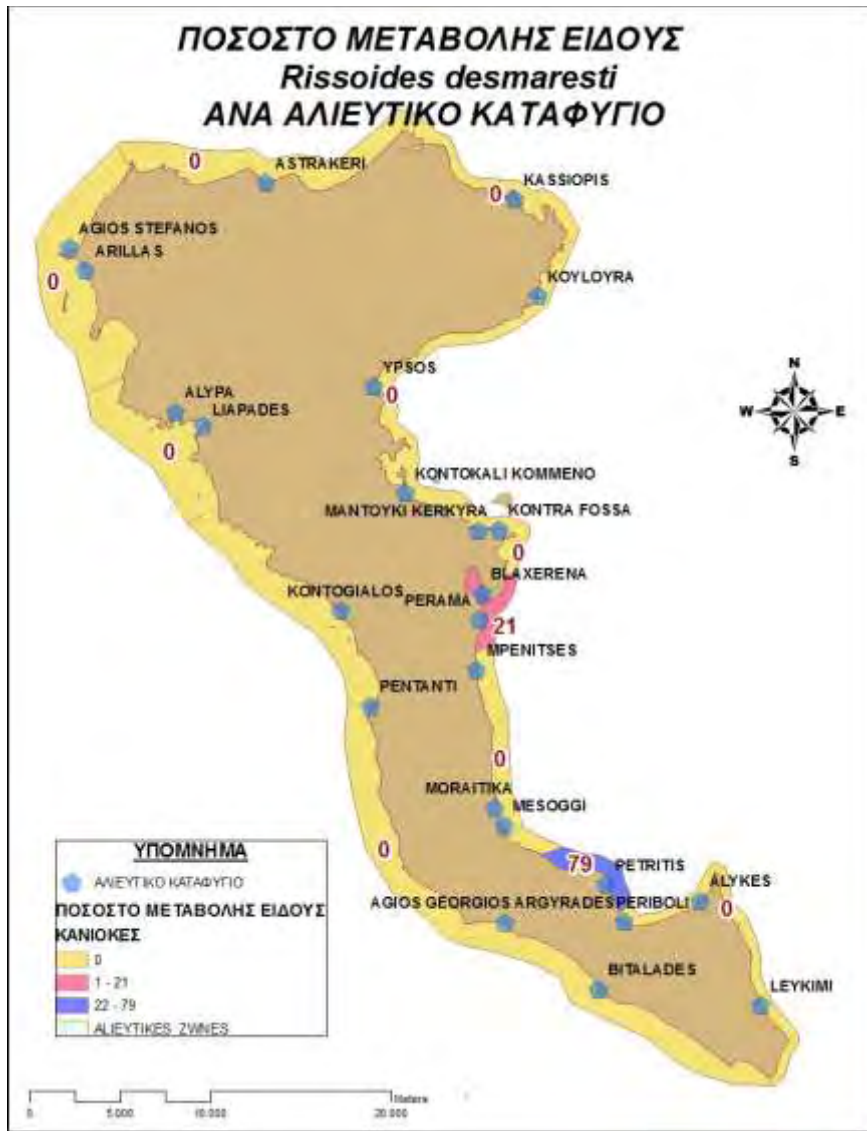 ΠΟΣΟΣΤΟ ΜΕΤΑΒΟΛΗΣ ΕΙΔΟΥΣ
Rissoides desmaresti
ΑΝΑ ΑΛΙΕΥΤΙΚΟ ΚΑΤΑΦΥΓΙΟ
0
ASTRAKERI
0
KASSIOPIS
AGIOS STEFANOS
ARILLAS
0
KOYLOYRA
YPSOS
0
N
W
E
S
ALYPA
LIAPADES
0
KONTOKALI KOMMENO
MANTOYKI KERKYRA
KONTRA FOSSA
0
BLAXERENA
KONTOGIALOS
PERAMA
21
MPENITSES
PENTANTI
0
MORAITIKA
MESOGGI
0
79
PETRITIS
ALYKES
0
AGIOS GEORGIOS ARGYRADES
PERIBOLI
BITALADES
LEYKIMI
ΥΠΟΜΝΗΜΑ
ΑΛΙΕΥΤΙΚΟ ΚΑΤΑΦΥΓΙΟ
ΠΟΣΟΣΤΟ ΜΕΤΑΒΟΛΗΣ ΕΙΔΟΥΣ
ΚΑΝΙΟΚΕΣ
0
1 - 21
22 - 79
ALIEYTIKES_ZWNES
Meters
0
5.000
10.000
20.000